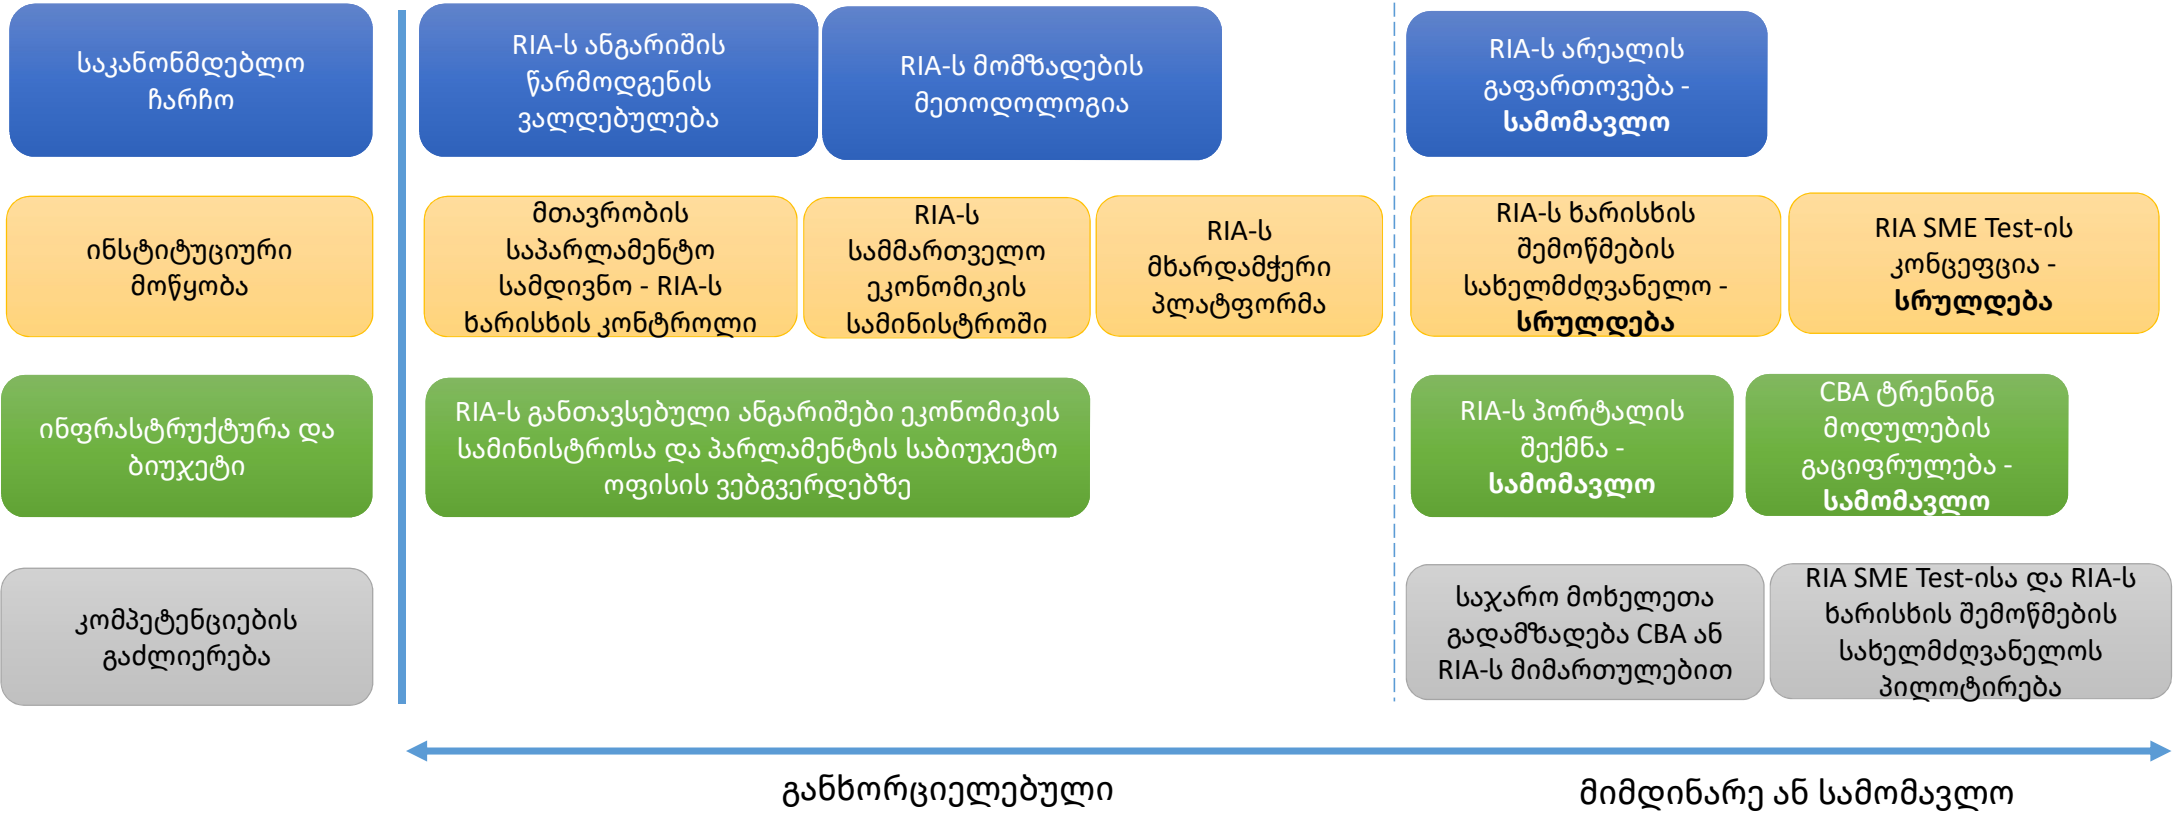 საკანონმდებლო
ჩარჩო
RIA-ს ანგარიშის
წარმოდგენის
ვალდებულება
RIA-ს მომზადების
მეთოდოლოგია
RIA-ს არეალის
გაფართოვება -
სამომავლო
ინსტიტუციური
მოწყობა
მთავრობის
საპარლამენტო
სამდივნო - RIA-ს
ხარისხის კონტროლი
RIA-ს
სამმართველო
ეკონომიკის
სამინისტროში
RIA-ს
მხარდამჭერი
პლატფორმა
RIA-ს ხარისხის
შემოწმების
სახელმძღვანელო -
სრულდება
RIA SME Test-ის
კონცეფცია -
სრულდება
ინფრასტრუქტურა და
ბიუჯეტი
RIA-ს განთავსებული ანგარიშები ეკონომიკის
სამინისტროსა და პარლამენტის საბიუჯეტო
ოფისის ვებგვერდებზე
RIA-ს პორტალის
შექმნა -
სამომავლო
CBA ტრენინგ
მოდულების
გაციფრულება -
სამომავლო
კომპეტენციების
გაძლიერება
საჯარო მოხელეთა
გადამზადება CBA ან
RIA-ს მიმართულებით
RIA SME Test-ისა და RIA-ს
ხარისხის შემოწმების
სახელმძღვანელოს
პილოტირება
განხორციელებული
მიმდინარე ან სამომავლო